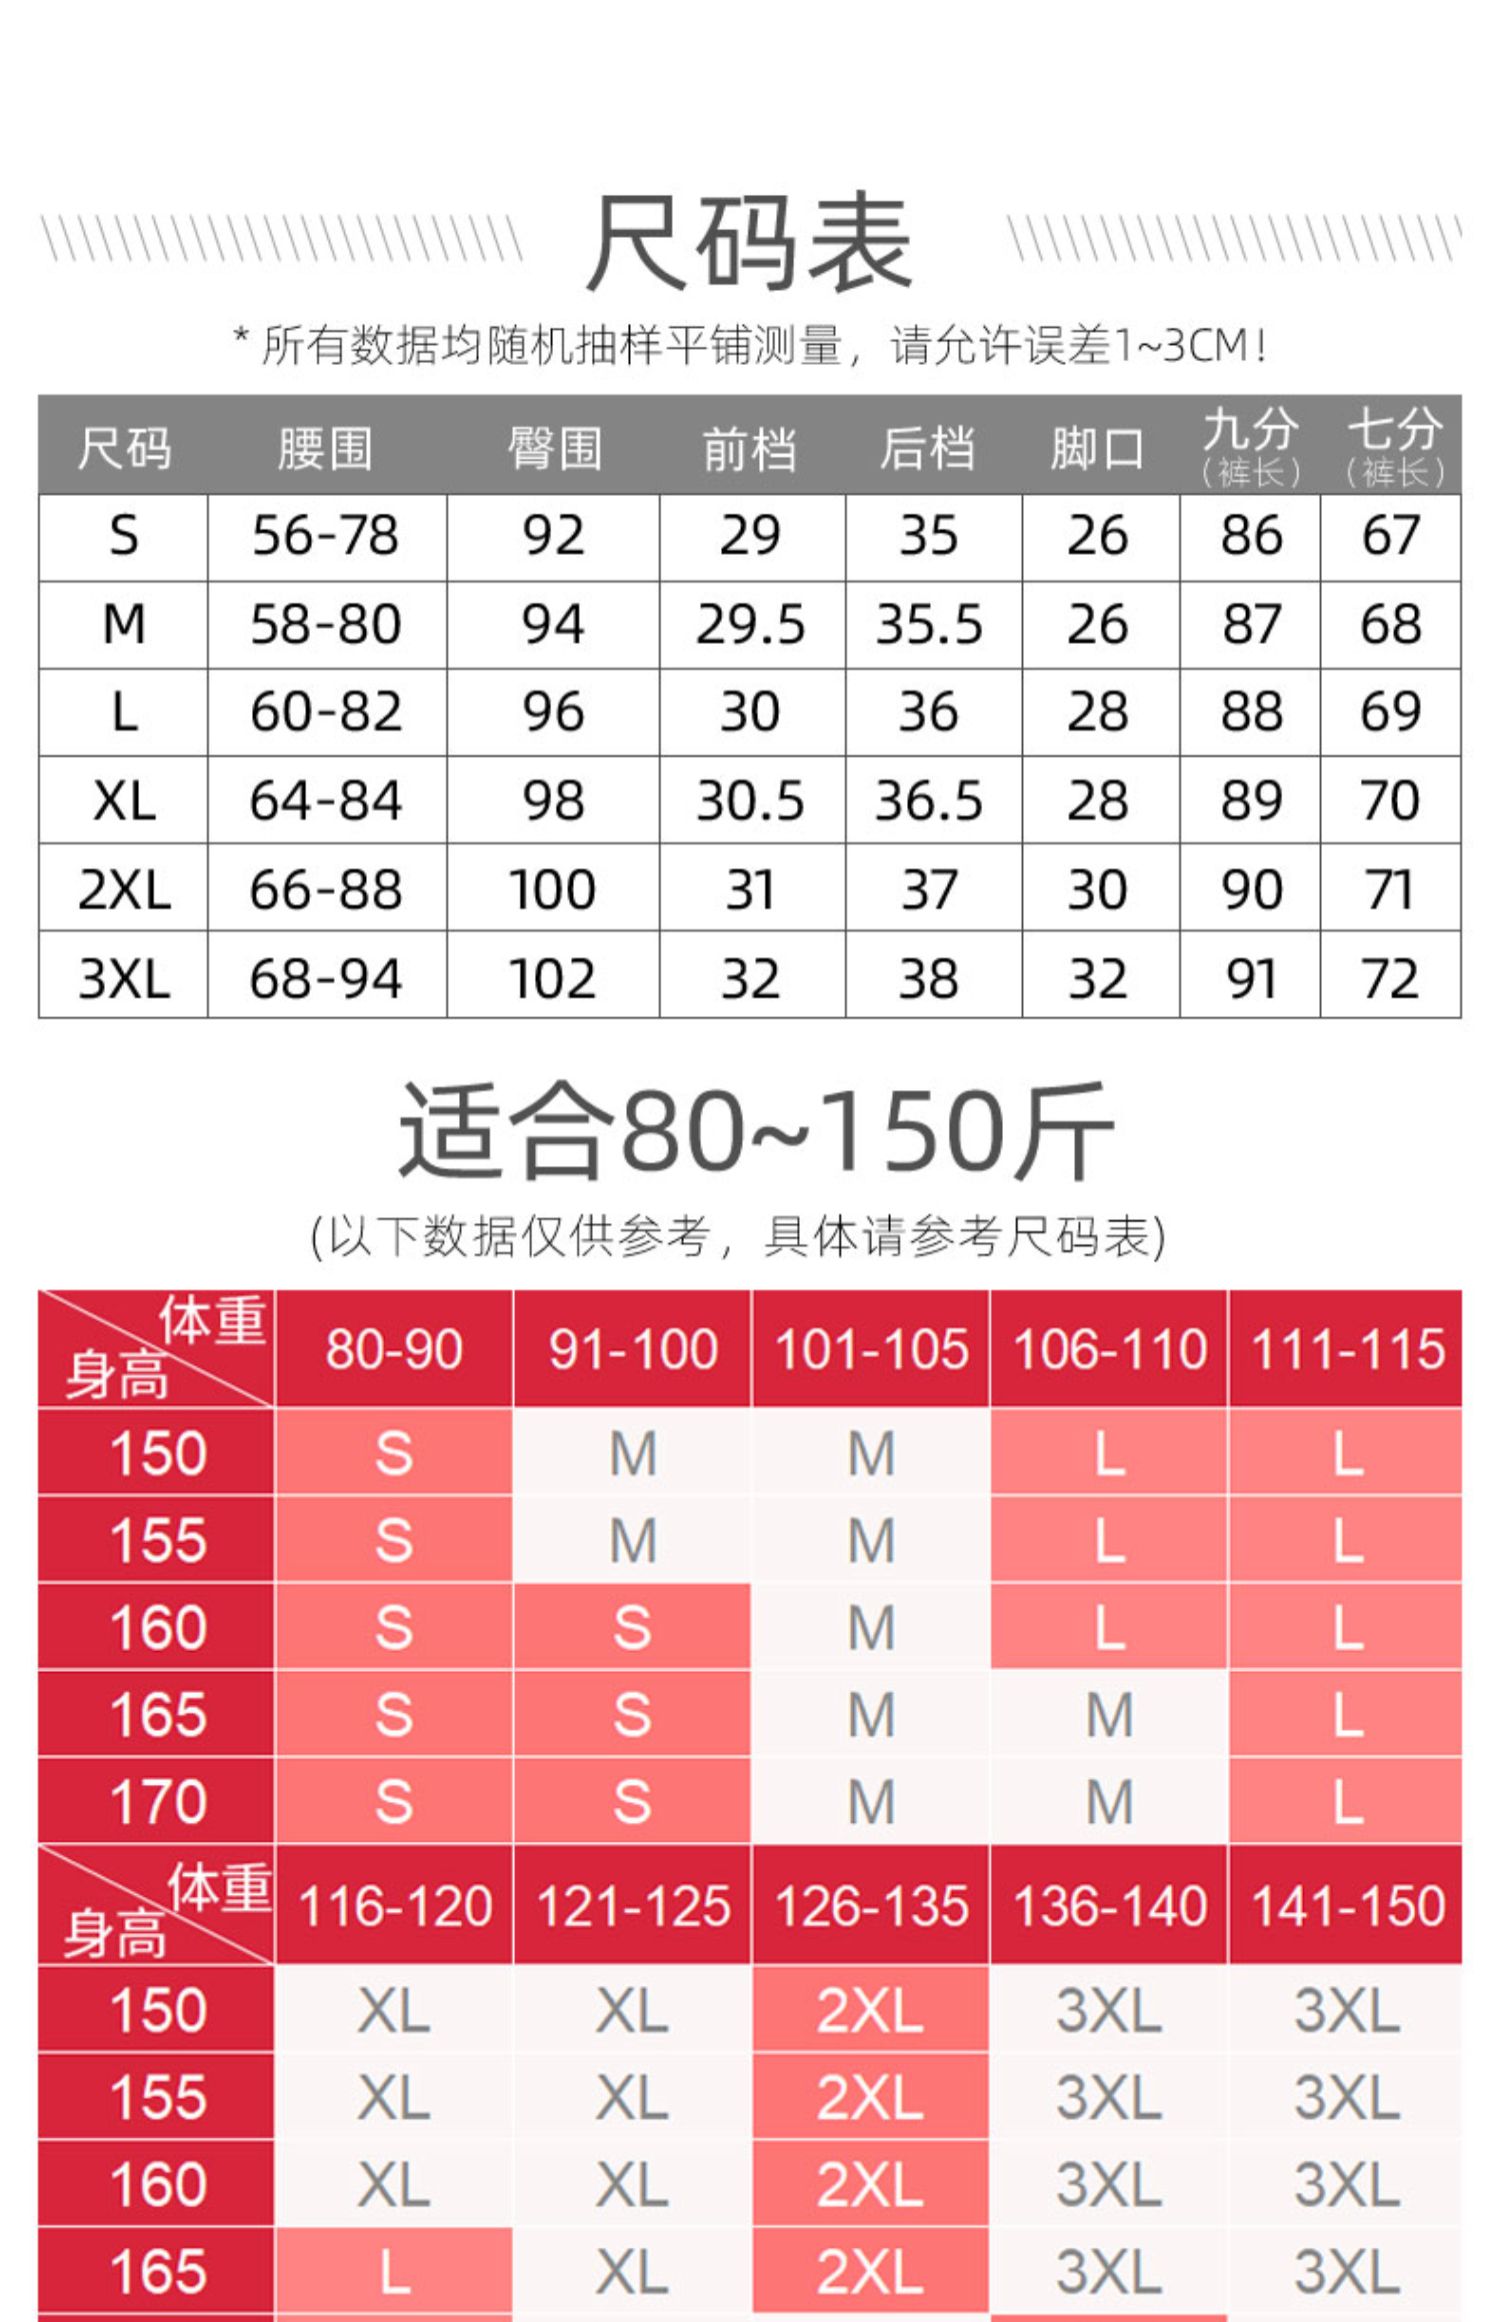 尺码表
* 所有数据均随机抽样平铺测量，请允许误差1~3CM！
尺码 腰围 臀围 前档 后档 脚口 九分（裤长） 七分（裤长）
S 56-78 92 29 35 26 86 67
M 58-80 94 29.5 35.5 26 87 68
L 60-82 96 30 36 28 88 69
XL 64-84 98 30.5 36.5 28 89 70
2XL 66-88 100 31 37 30 90 71
3XL 68-94 102 32 38 32 91 72
适合80~150斤
(以下数据仅供参考，具体请参考尺码表)
体重 身高 80-90 91-100 101-105 106-110 111-115
150 S M M L L
155 S M M L L
160 S S M L L
165 S S M M L
170 S S M M L
体重 身高 116-120 121-125 126-135 136-140 141-150
150 XL XL 2XL 3XL 3XL
155 XL XL 2XL 3XL 3XL
160 XL XL 2XL 3XL 3XL
165 L XL 2XL 3XL 3XL